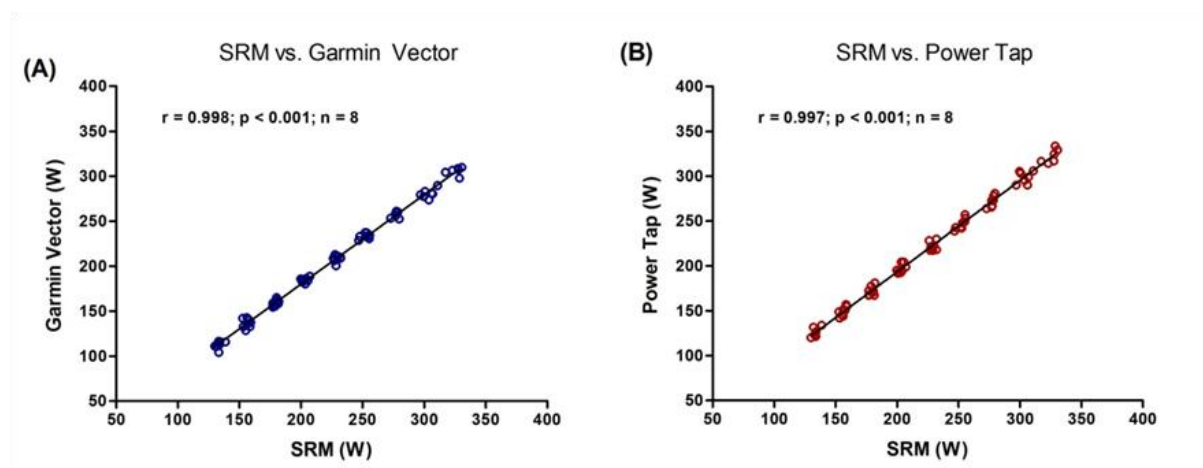 (A)
SRM vs. Garmin Vector
r = 0.998; p < 0.001; n = 8
Garmin Vector (W)
400
350
300
250
200
150
100
50
50 100 150 200 250 300 350 400
SRM (W)
(B)
SRM vs. Power Tap
r = 0.997; p < 0.001; n = 8
Power Tap (W)
400
350
300
250
200
150
100
50
50 100 150 200 250 300 350 400
SRM (W)